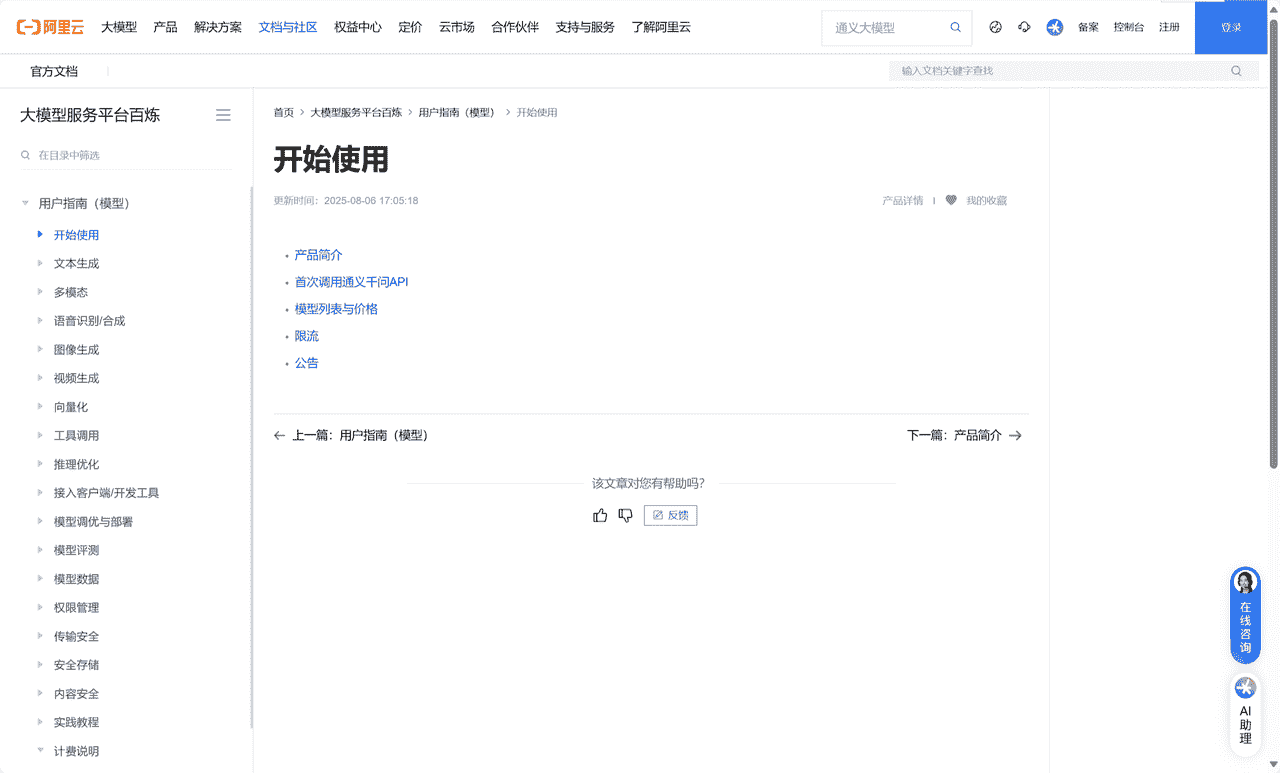 阿里云 大模型 产品 解决方案 文档与社区 权益中心 定价 云市场 合作伙伴 支持与服务 了解阿里云 通义大模型 备案 控制台 注册 登录
官方文档 输入文档关键字查找
大模型服务平台百炼
在目录中筛选
用户指南（模型）
开始使用
文本生成
多模态
语音识别/合成
图像生成
视频生成
向量化
工具调用
推理优化
接入客户端/开发工具
模型调优与部署
模型评测
模型数据
权限管理
传输安全
安全存储
内容安全
实践教程
计费说明
首页 > 大模型服务平台百炼 > 用户指南（模型） > 开始使用
开始使用
更新时间：2025-08-06 17:05:18 产品详情 | 我的收藏
• 产品简介
• 首次调用通义千问API
• 模型列表与价格
• 限流
• 公告
← 上一篇：用户指南（模型） 下一篇：产品简介 →
该文章对您有帮助吗?
反馈
在线咨询
AI助理